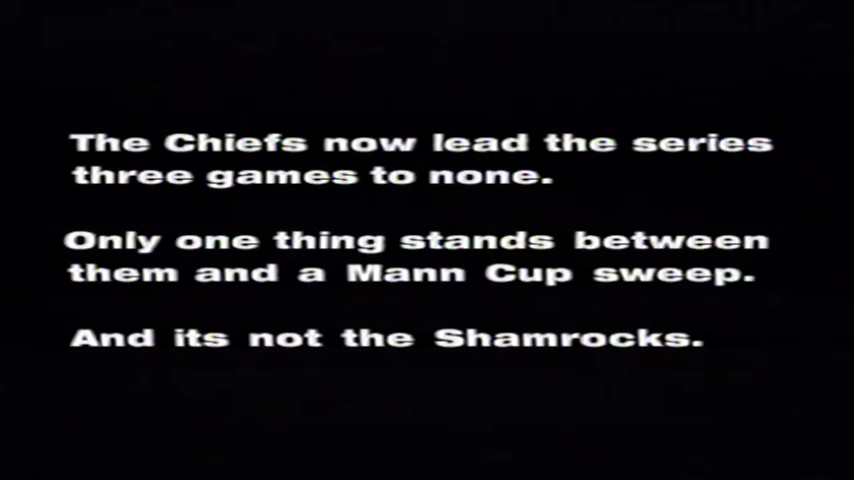 The Chiefs now lead the series
three games to none.
Only one thing stands between
them and a Mann Cup sweep.
And its not the Shamrocks.